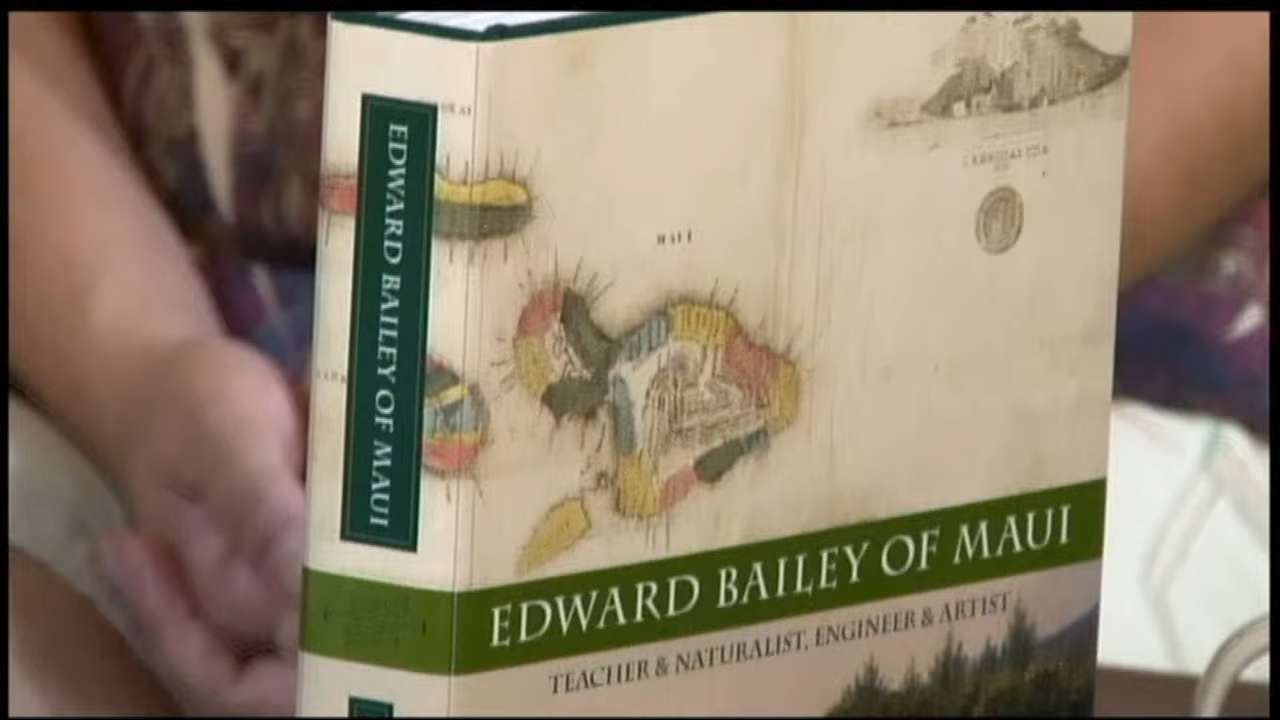 EDWARD BAILEY OF MAUI
MAUI
EDWARD BAILEY OF MAUI
TEACHER & NATURALIST, ENGINEER & ARTIST